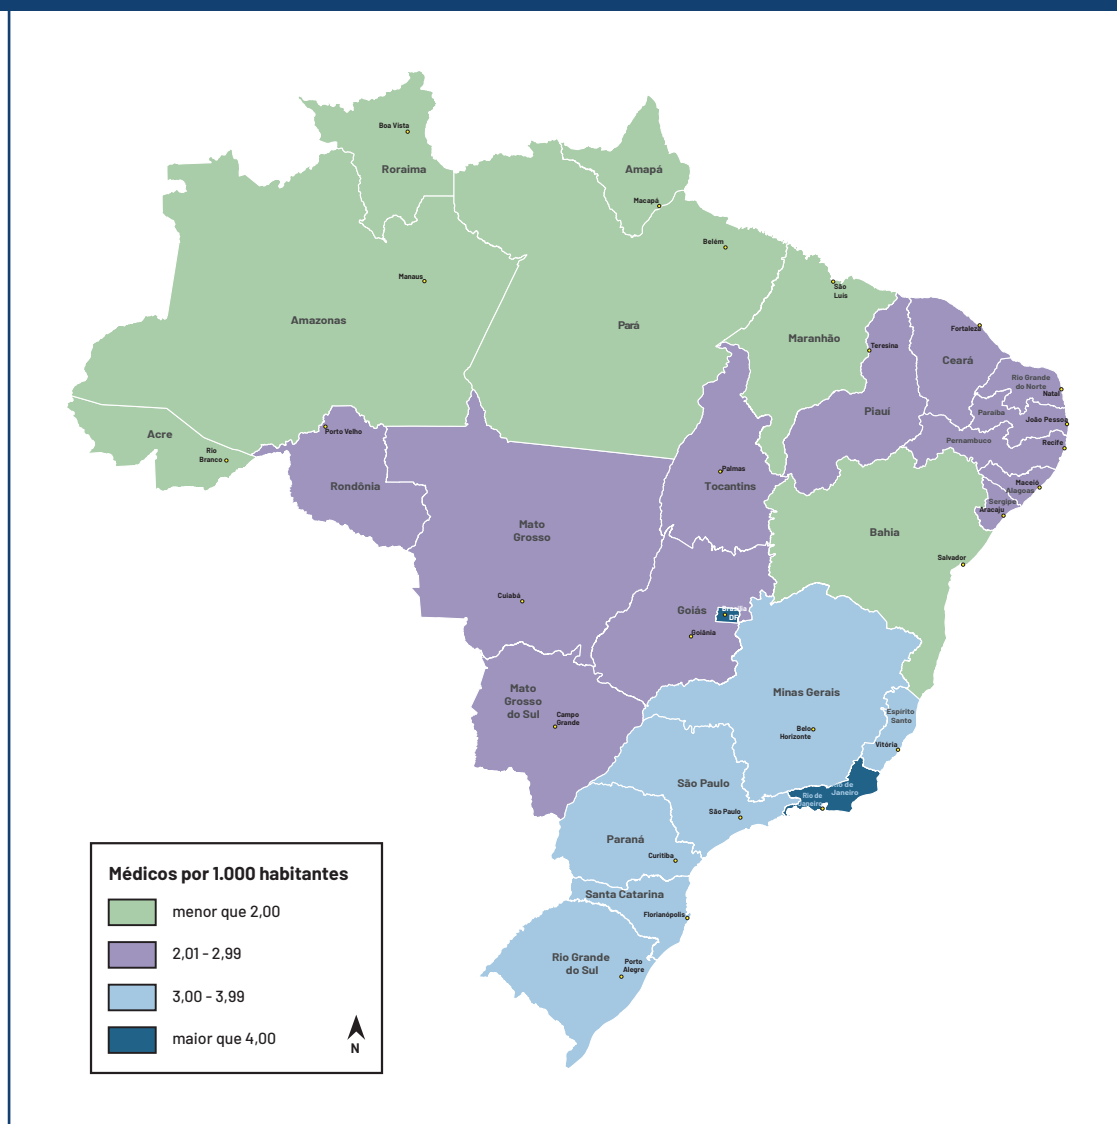 Boa Vista
Roraima
Amapá
Macapá
Belém
Manaus
Amazonas
Pará
São
Luis
Maranhão
Teresina
Fortaleza
Ceará
Rio Grande
do Norte
Natal
Piauí
Paraíba
João Pessoa
Pernambuco
Recife
Acre
Rio
Branco
Porto Velho
Rondônia
Palmas
Tocantins
Maceió
Alagoas
Sergipe
Aracaju
Mato
Grosso
Bahia
Salvador
Cuiabá
Goiás
Brasília
DF
Goiânia
Mato
Grosso
do Sul
Campo
Grande
Minas Gerais
Belo
Horizonte
Espírito
Santo
Vitória
São Paulo
São Paulo
Rio de
Janeiro
Rio de
Janeiro
Paraná
Curitiba
Santa Catarina
Florianópolis
Rio Grande
do Sul
Porto
Alegre
Médicos por 1.000 habitantes
menor que 2,00
2,01 - 2,99
3,00 - 3,99
maior que 4,00
N